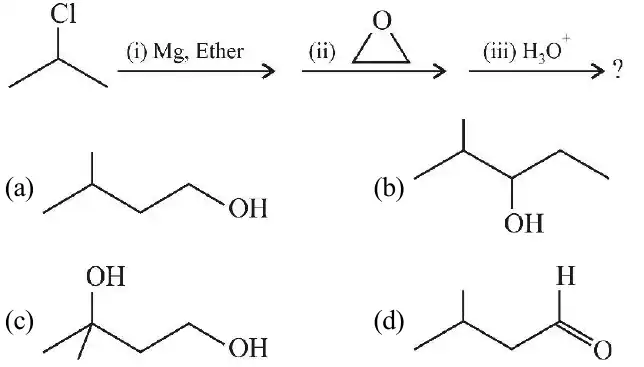 Cl
(i) Mg, Ether (ii) O (iii) H₃O⁺ ?
(a) OH (b) OH
(c) OH OH (d) H O